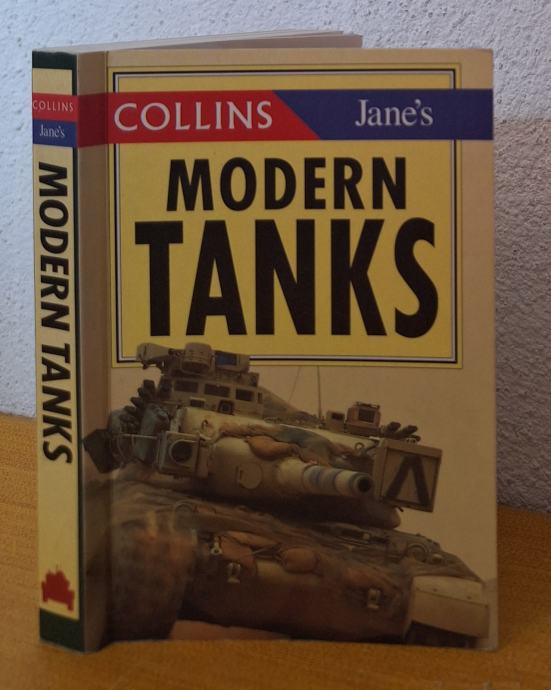 COLLINS
Jane's
MODERN TANKS
COLLINS Jane's
MODERN
TANKS